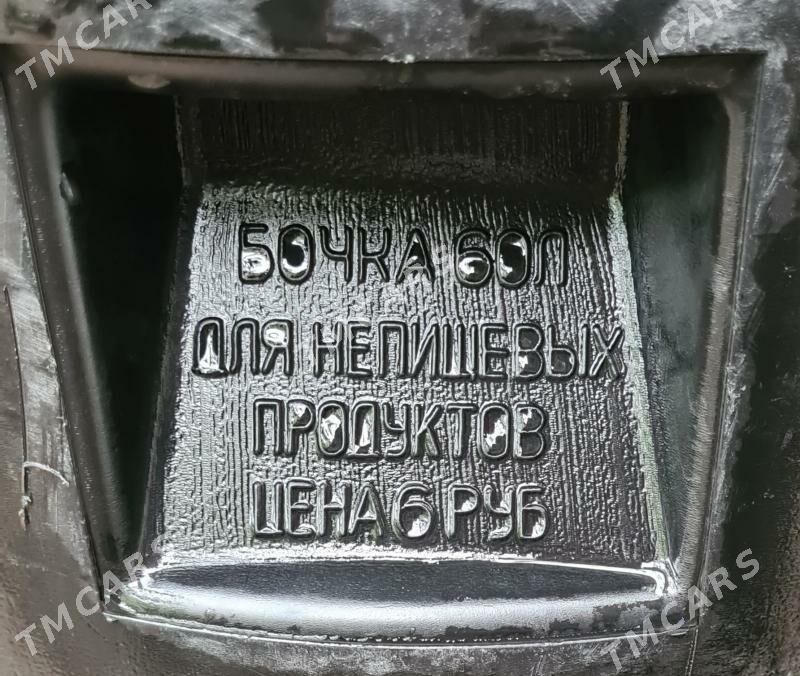 TMCARS
TMCARS
БОЧКА 60Л
ДЛЯ НЕПИЩЕВЫХ
ПРОДУКТОВ
ЦЕНА 6 РУБ
TMCARS
TMCARS
TMCARS